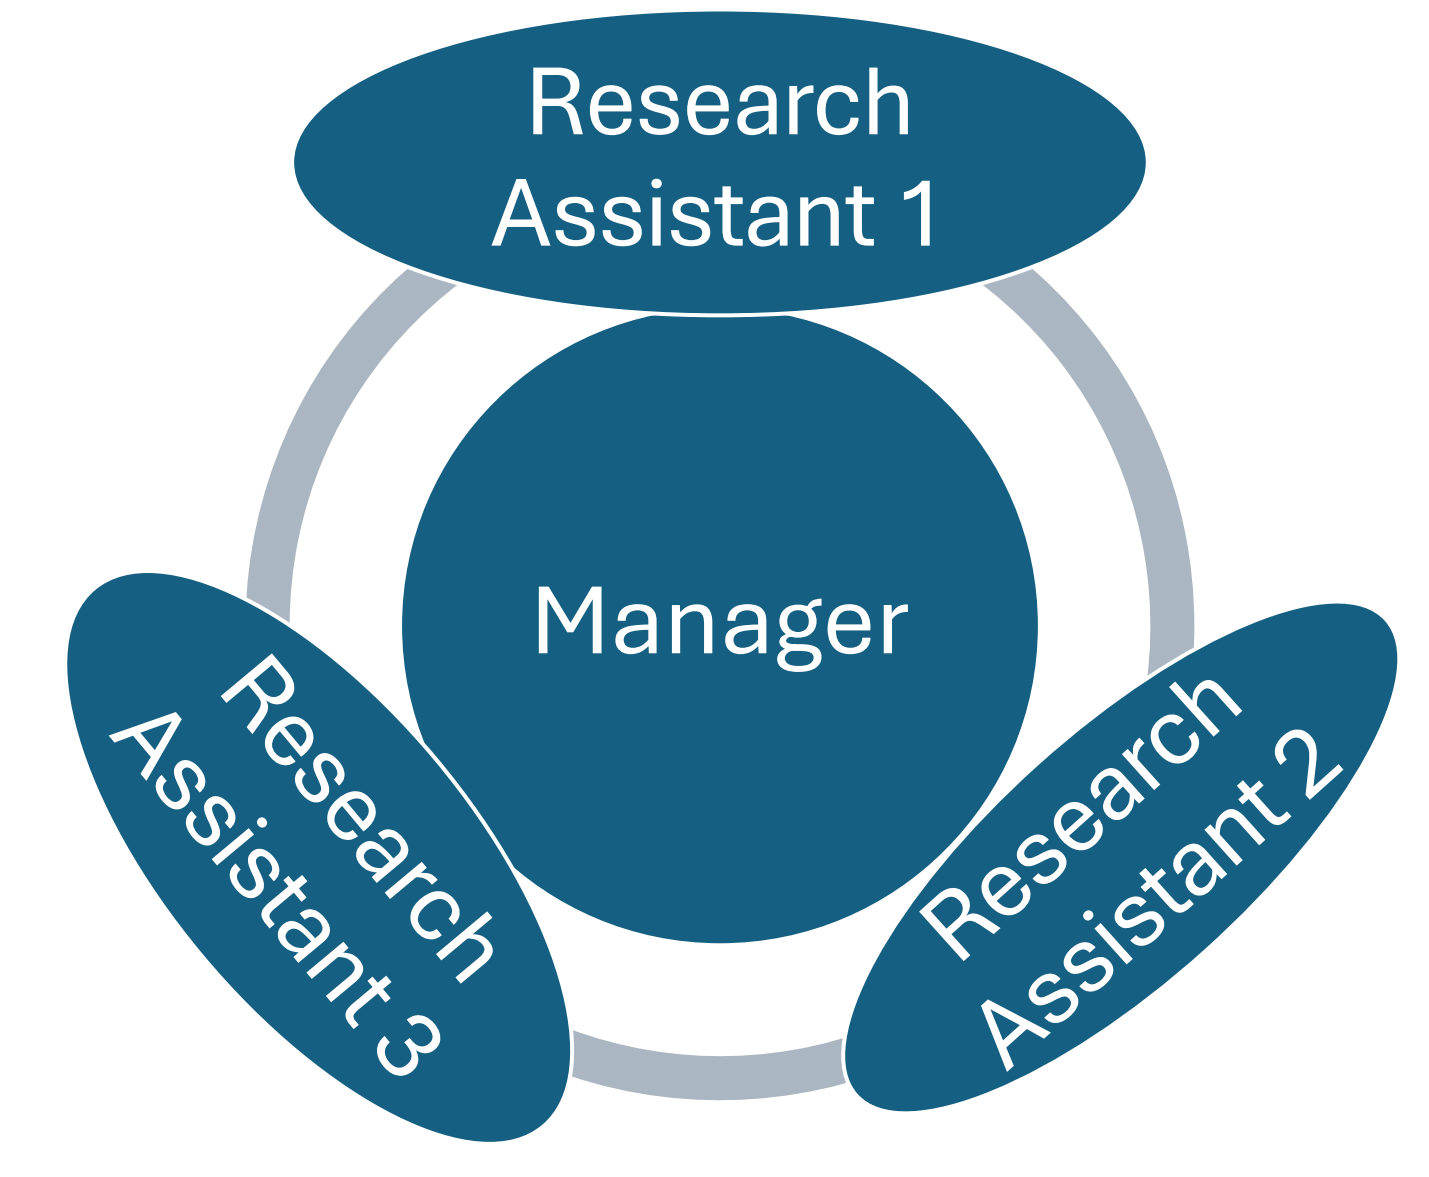 Research
Assistant 1
Manager
Research
Assistant 2
Research
Assistant 3